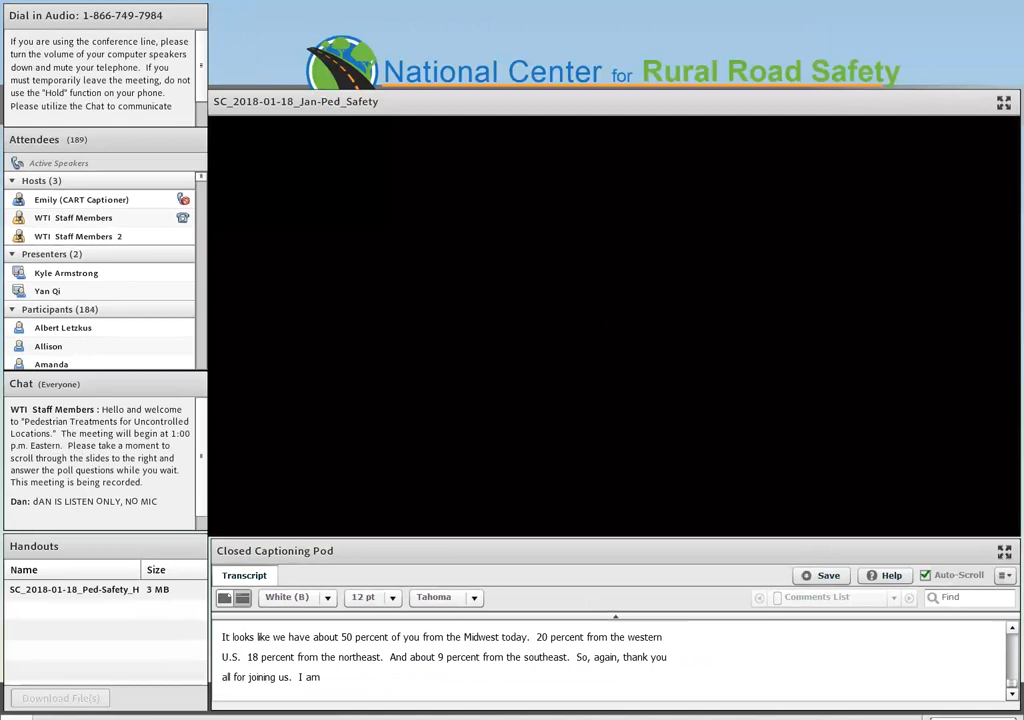 Dial in Audio: 1-866-749-7984
If you are using the conference line, please
turn the volume of your computer speakers
down and mute your telephone.  If you
must temporarily leave the meeting, do not
use the "Hold" function on your phone.
Please utilize the Chat to communicate
National Center for Rural Road Safety
SC_2018-01-18_Jan-Ped_Safety
Attendees (189)
Active Speakers
Hosts (3)
Emily (CART Captioner)
WTI Staff Members
WTI Staff Members 2
Presenters (2)
Kyle Armstrong
Yan Qi
Participants (184)
Albert Letzkus
Allison
Amanda
Chat (Everyone)
WTI Staff Members : Hello and welcome
to "Pedestrian Treatments for Uncontrolled
Locations."  The meeting will begin at 1:00
p.m. Eastern.  Please take a moment to
scroll through the slides to the right and
answer the poll questions while you wait.
This meeting is being recorded.
Dan: dAN IS LISTEN ONLY, NO MIC
Handouts
Name Size
SC_2018-01-18_Ped-Safety_H 3 MB
Download File(s)
Closed Captioning Pod
Transcript Save Help Auto-Scroll
White (B) 12 pt Tahoma Comments List Find
It looks like we have about 50 percent of you from the Midwest today.  20 percent from the western
U.S.  18 percent from the northeast.  And about 9 percent from the southeast.  So, again, thank you
all for joining us.  I am